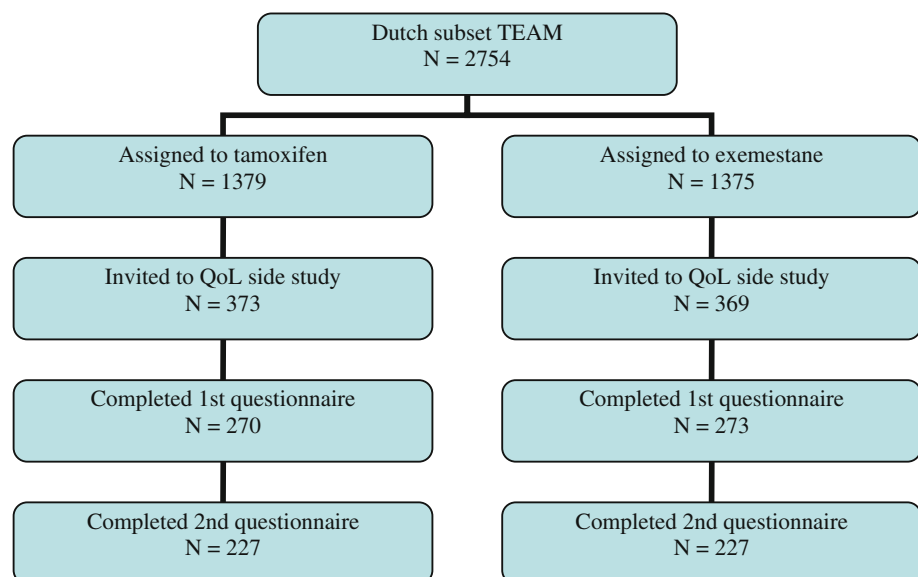 Dutch subset TEAM
N = 2754
Assigned to tamoxifen
N = 1379
Assigned to exemestane
N = 1375
Invited to QoL side study
N = 373
Invited to QoL side study
N = 369
Completed 1st questionnaire
N = 270
Completed 1st questionnaire
N = 273
Completed 2nd questionnaire
N = 227
Completed 2nd questionnaire
N = 227